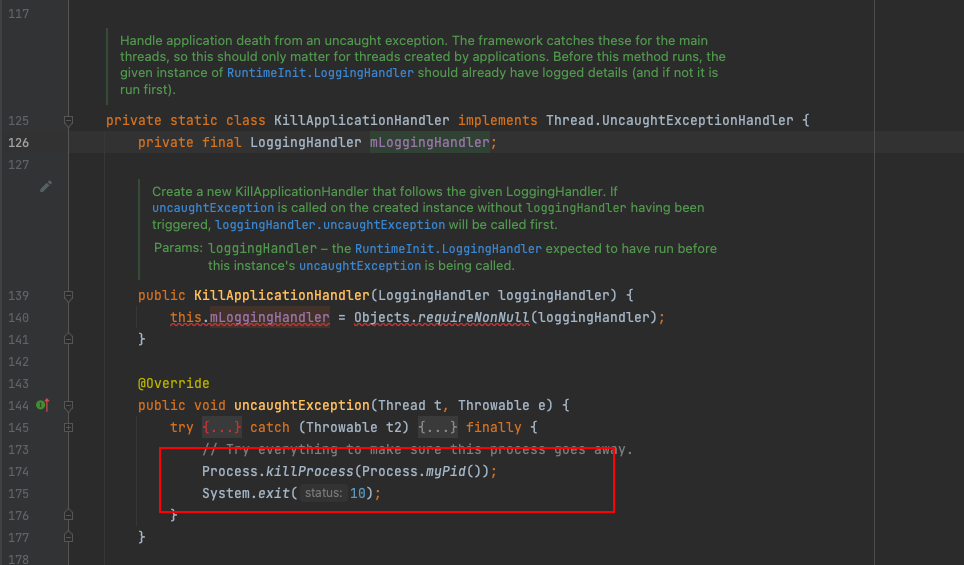 117
Handle application death from an uncaught exception. The framework catches these for the main
threads, so this should only matter for threads created by applications. Before this method runs, the
given instance of RuntimeInit.LoggingHandler should already have logged details (and if not it is
run first).
125 private static class KillApplicationHandler implements Thread.UncaughtExceptionHandler {
126 private final LoggingHandler mLoggingHandler;
127
Create a new KillApplicationHandler that follows the given LoggingHandler. If
uncaughtException is called on the created instance without loggingHandler having been
triggered, loggingHandler.uncaughtException will be called first.
Params: loggingHandler – the RuntimeInit.LoggingHandler expected to have run before
this instance's uncaughtException is being called.
139 public KillApplicationHandler(LoggingHandler loggingHandler) {
140 this.mLoggingHandler = Objects.requireNonNull(loggingHandler);
141 }
142
143 @Override
144 public void uncaughtException(Thread t, Throwable e) {
145 try {...} catch (Throwable t2) {...} finally {
173 // Try everything to make sure this process goes away.
174 Process.killProcess(Process.myPid());
175 System.exit( status: 10);
176 }
177 }
178